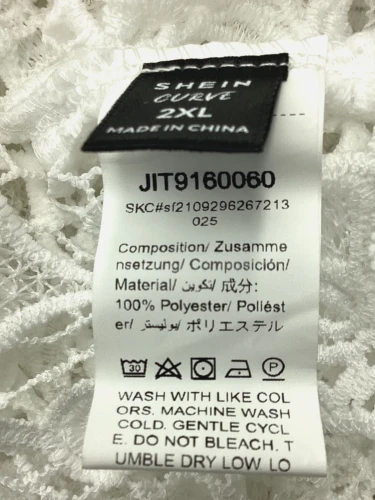 SHEIN
CURVE
2XL
MADE IN CHINA
JIT9160060
SKC#sf2109296267213
025
Composition/ Zusamme
nsetzung/ Composición/
Material/ تكوين/ 成分:
100% Polyester/ Poliést
er/ بوليستر/ ポリエステル
30
P
WASH WITH LIKE COL
ORS. MACHINE WASH
COLD. GENTLE CYCL
E. DO NOT BLEACH. T
UMBLE DRY LOW LO